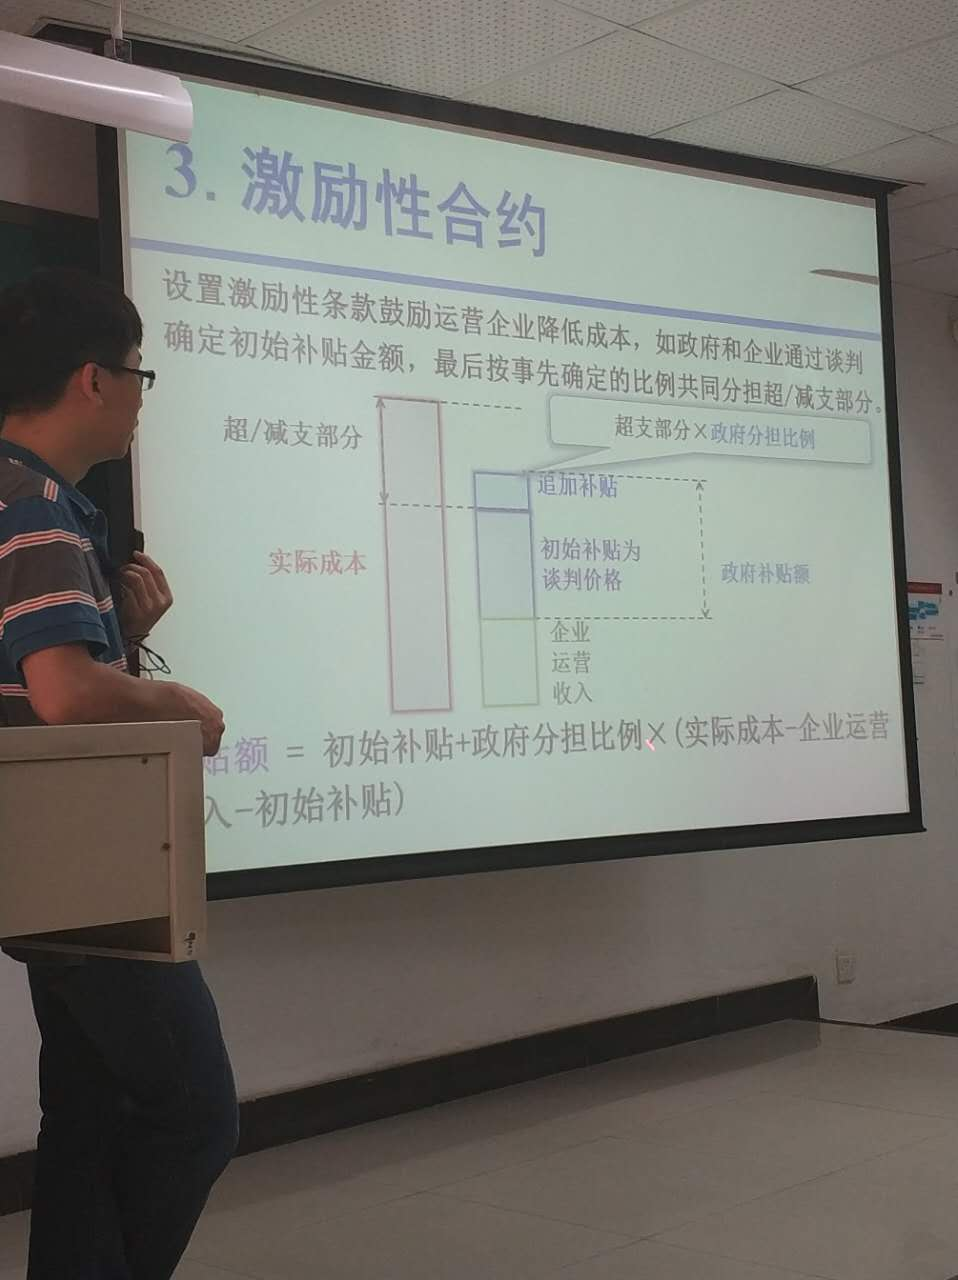 3. 激励性合约
设置激励性条款鼓励运营企业降低成本，如政府和企业通过谈判
确定初始补贴金额，最后按事先确定的比例共同分担超/减支部分。
超/减支部分
超支部分×政府分担比例
追加补贴
实际成本
初始补贴为
谈判价格
政府补贴额
企业
运营
收入
贴额 = 初始补贴+政府分担比例×(实际成本-企业运营
入-初始补贴)